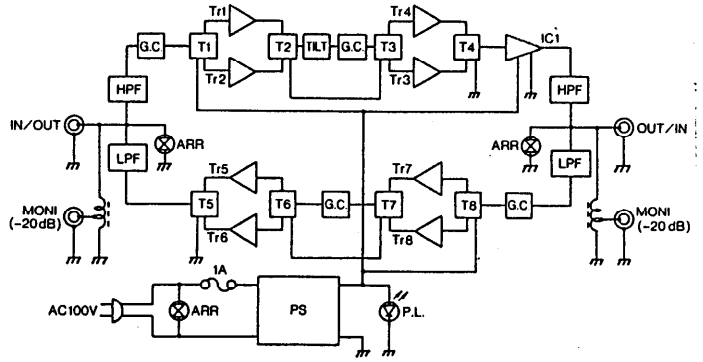 Tr1
Tr4
IC1
G.C
T1
T2
TILT
G.C.
T3
T4
Tr2
Tr3
HPF
HPF
IN/OUT
OUT/IN
ARR
ARR
LPF
LPF
Tr5
Tr7
MONI
(-20dB)
T5
T6
G.C.
T7
T8
G.C
MONI
(-20dB)
Tr6
Tr8
1A
AC100V
ARR
PS
P.L.